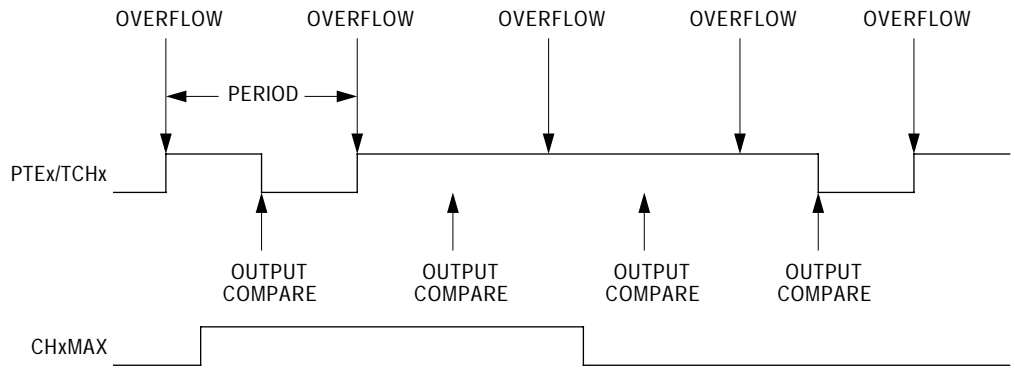 OVERFLOW
OVERFLOW
OVERFLOW
OVERFLOW
OVERFLOW
PERIOD
PTEx/TCHx
OUTPUT
COMPARE
OUTPUT
COMPARE
OUTPUT
COMPARE
OUTPUT
COMPARE
CHxMAX